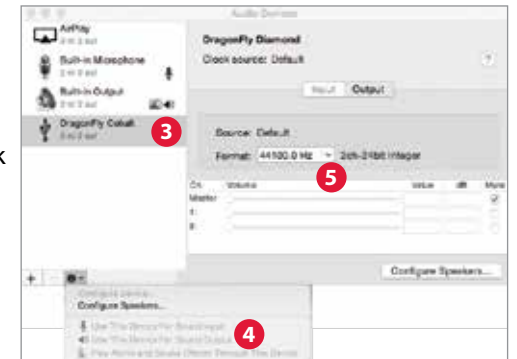 Audio Devices
AirPlay
Built-in Microphone
Built-in Output
DragonFly Cobalt
3
k
DragonFly Diamond
Clock source: Default
?
Input Output
Source: Default
Format: 44100.0 Hz 2ch-24bit Integer
5
Ch Volume Value dB Mute
Master
1:
2:
Configure Speakers...
+ −
Configure Device...
Configure Speakers...
Use This Device For Sound Input
Use This Device For Sound Output
4
Play Alerts and Sound Effects Through This Device